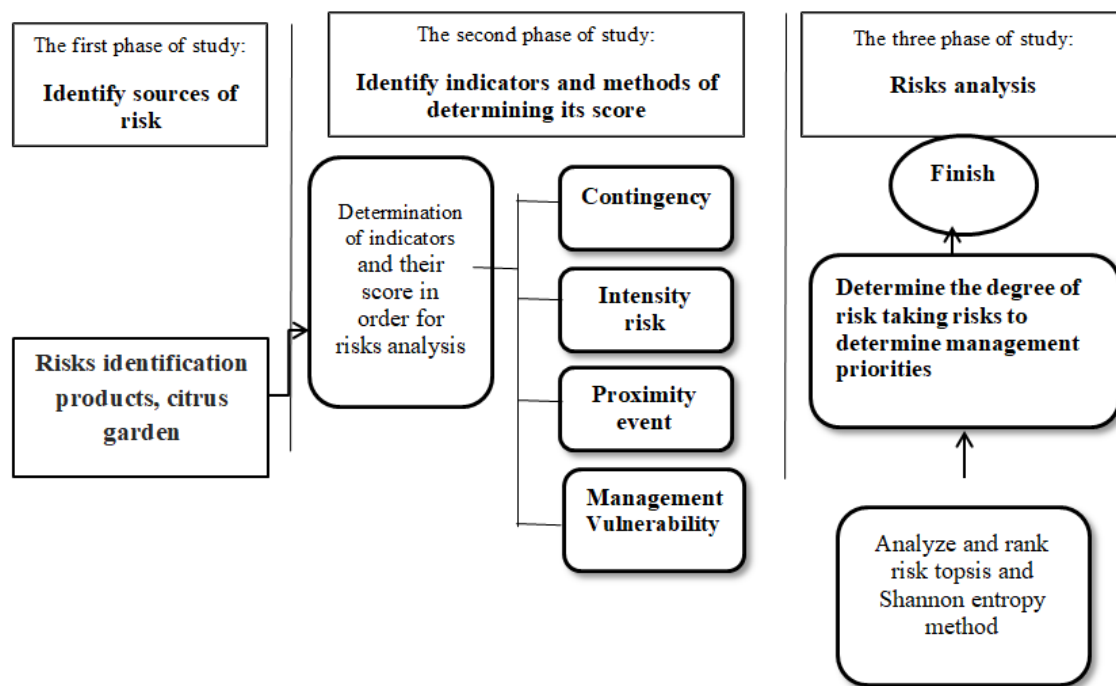 The first phase of study:
Identify sources of
risk
Risks identification
products, citrus
garden
The second phase of study:
Identify indicators and methods of
determining its score
Determination
of indicators
and their
score in
order for
risks analysis
Contingency
Intensity
risk
Proximity
event
Management
Vulnerability
The three phase of study:
Risks analysis
Finish
Determine the degree of
risk taking risks to
determine management
priorities
Analyze and rank
risk topsis and
Shannon entropy
method